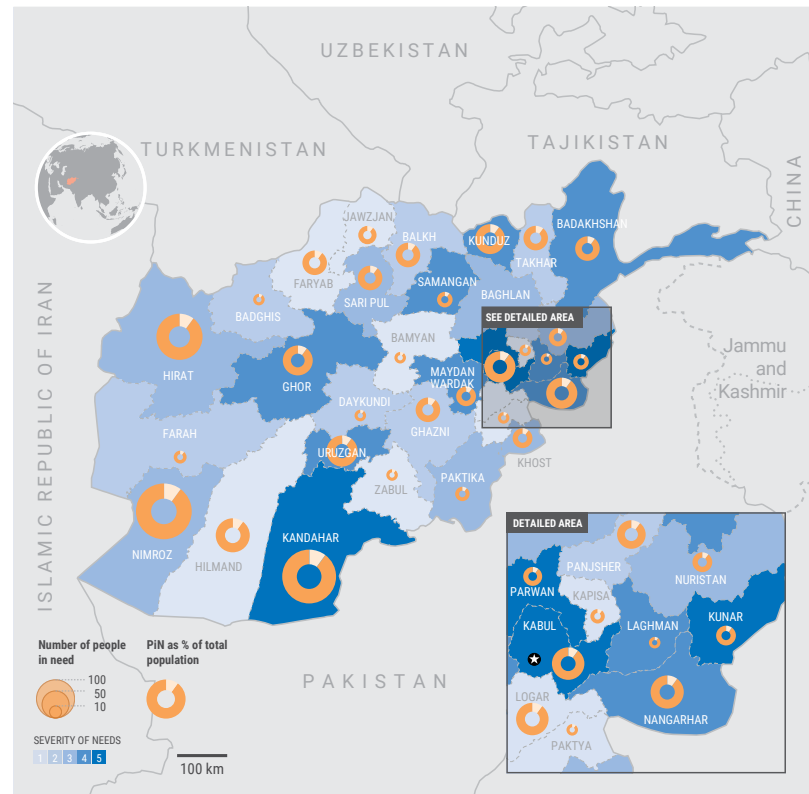 UZBEKISTAN
TURKMENISTAN
TAJIKISTAN
CHINA
ISLAMIC REPUBLIC OF IRAN
Jammu
and
Kashmir
PAKISTAN
JAWZJAN
BALKH
KUNDUZ
BADAKHSHAN
TAKHAR
FARYAB
SARI PUL
SAMANGAN
BAGHLAN
BADGHIS
SEE DETAILED AREA
BAMYAN
HIRAT
GHOR
MAYDAN
WARDAK
DAYKUNDI
GHAZNI
FARAH
URUZGAN
KHOST
ZABUL
PAKTIKA
NIMROZ
HILMAND
KANDAHAR
DETAILED AREA
PANJSHER
NURISTAN
PARWAN
KAPISA
KABUL
LAGHMAN
KUNAR
LOGAR
NANGARHAR
PAKTYA
Number of people
in need
100
50
10
PiN as % of total
population
SEVERITY OF NEEDS
1 2 3 4 5
100 km